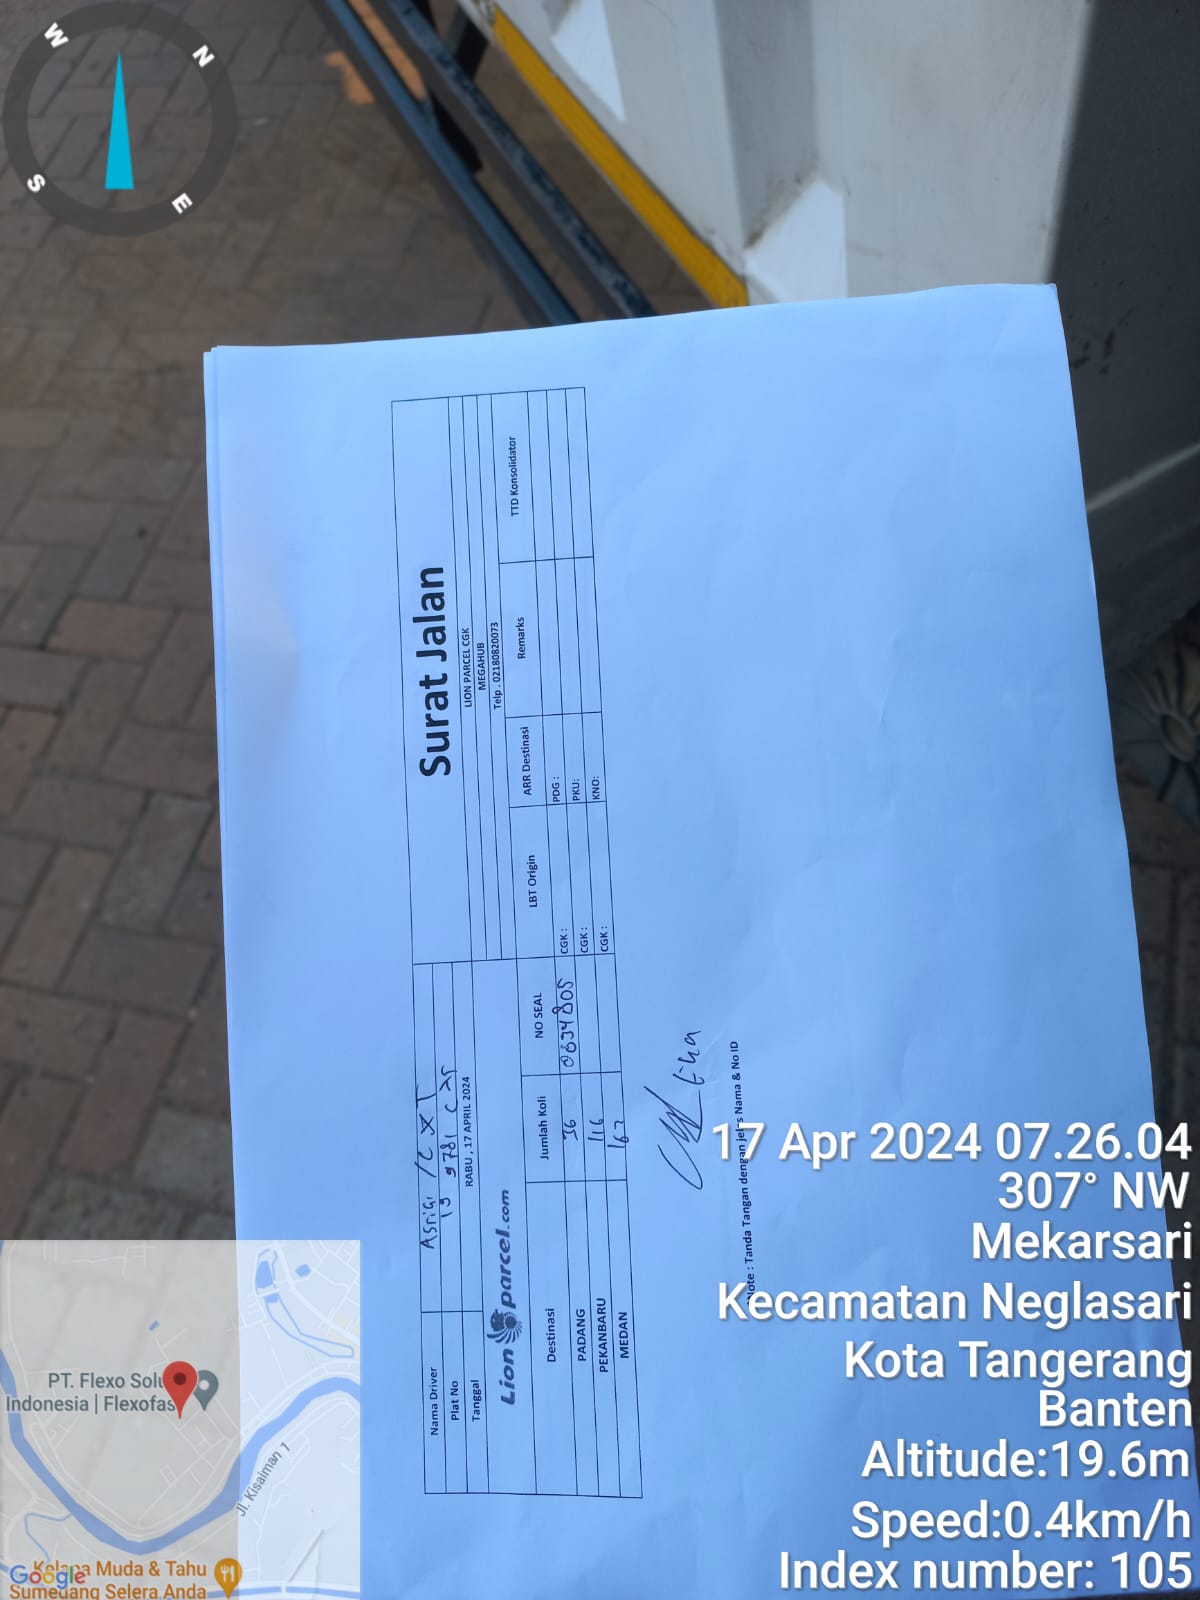 Surat Jalan
LION PARCEL CGK
MEGAHUB
Telp . 02180820073
Nama Driver
Plat No
Tanggal RABU , 17 APRIL 2024
Lion parcel.com
Destinasi Jumlah Koli NO SEAL LBT Origin ARR Destinasi Remarks TTD Konsolidator
PADANG 36 CGK : PDG :
PEKANBARU 116 CGK : PKU:
MEDAN 167 CGK : KNO:
Note : Tanda Tangan dengan jelas Nama & No ID
W
N
S
E
17 Apr 2024 07.26.04
307° NW
Mekarsari
Kecamatan Neglasari
Kota Tangerang
Banten
Altitude:19.6m
Speed:0.4km/h
Index number: 105
PT. Flexo Solu
Indonesia | Flexofas
Jl. Kisaiman 1
Muda & Tahu
Sumedang Selera Anda
Google